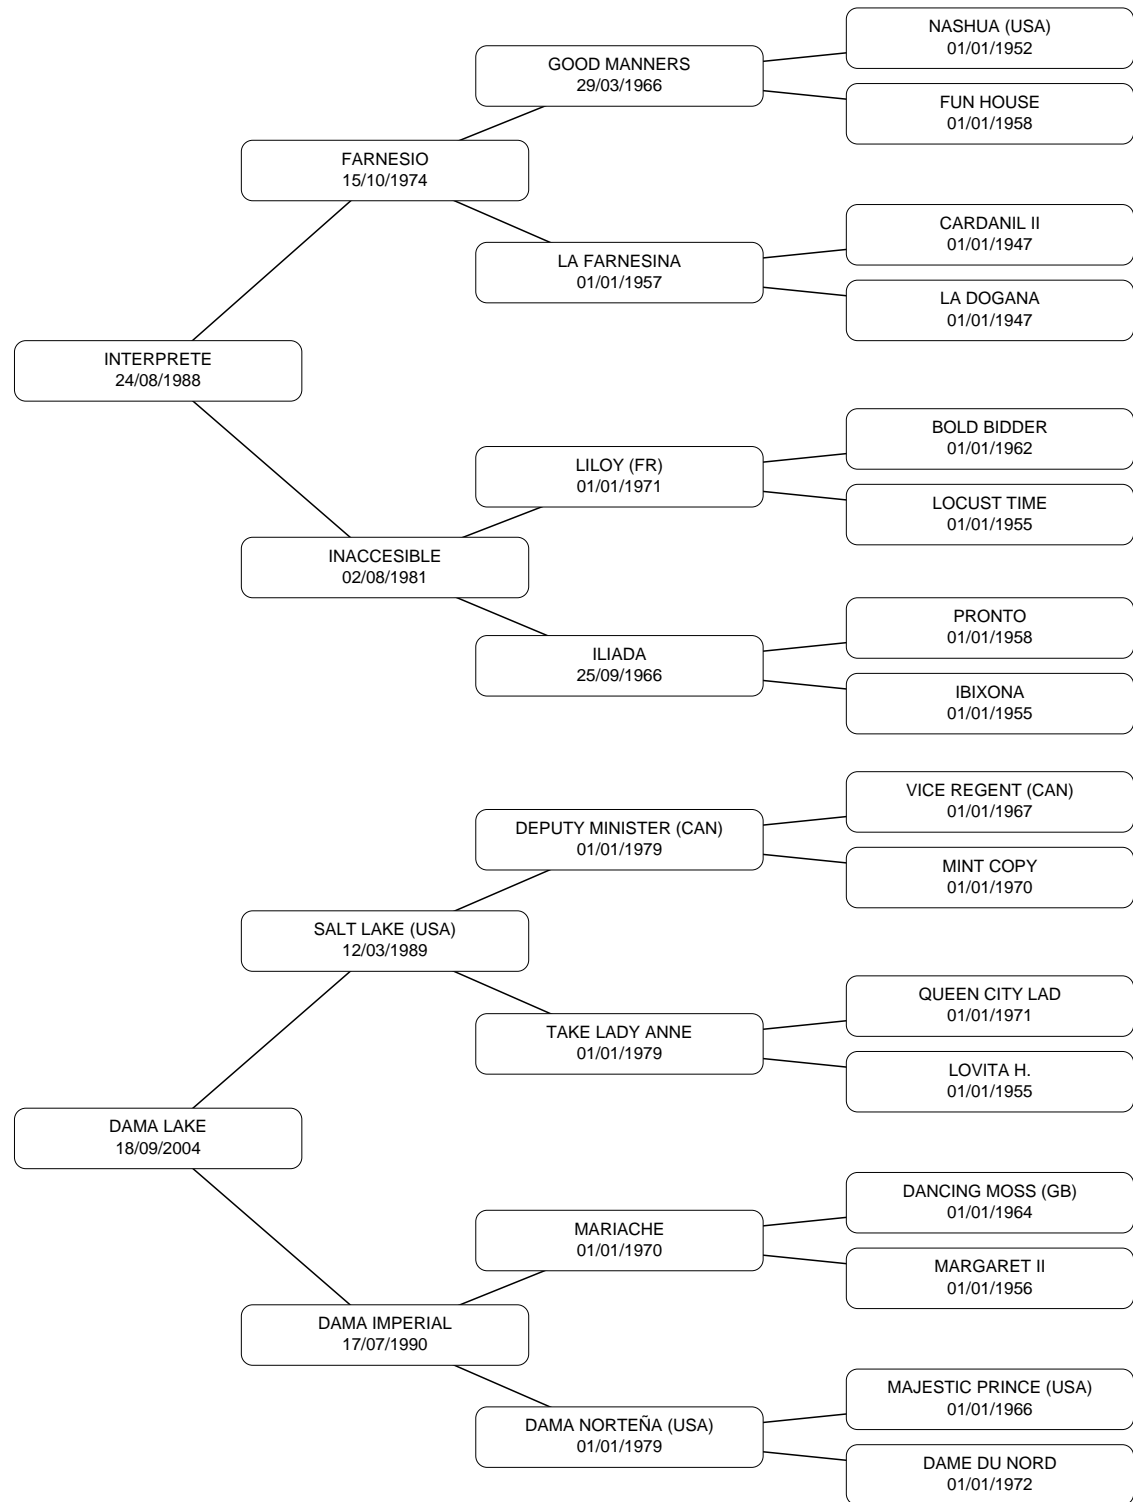 NASHUA (USA)
01/01/1952
GOOD MANNERS
29/03/1966
FUN HOUSE
01/01/1958
FARNESIO
15/10/1974
CARDANIL II
01/01/1947
LA FARNESINA
01/01/1957
LA DOGANA
01/01/1947
INTERPRETE
24/08/1988
BOLD BIDDER
01/01/1962
LILOY (FR)
01/01/1971
LOCUST TIME
01/01/1955
INACCESIBLE
02/08/1981
PRONTO
01/01/1958
ILIADA
25/09/1966
IBIXONA
01/01/1955
VICE REGENT (CAN)
01/01/1967
DEPUTY MINISTER (CAN)
01/01/1979
MINT COPY
01/01/1970
SALT LAKE (USA)
12/03/1989
QUEEN CITY LAD
01/01/1971
TAKE LADY ANNE
01/01/1979
LOVITA H.
01/01/1955
DAMA LAKE
18/09/2004
DANCING MOSS (GB)
01/01/1964
MARIACHE
01/01/1970
MARGARET II
01/01/1956
DAMA IMPERIAL
17/07/1990
MAJESTIC PRINCE (USA)
01/01/1966
DAMA NORTEÑA (USA)
01/01/1979
DAME DU NORD
01/01/1972